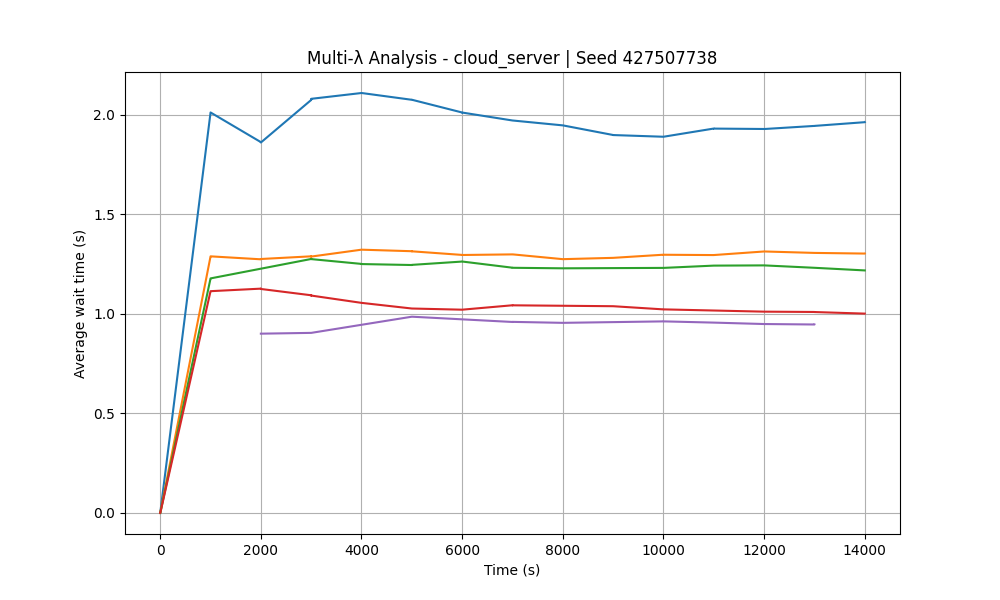 Multi-λ Analysis - cloud_server | Seed 427507738
Average wait time (s)
2.0
1.5
1.0
0.5
0.0
0 2000 4000 6000 8000 10000 12000 14000
Time (s)